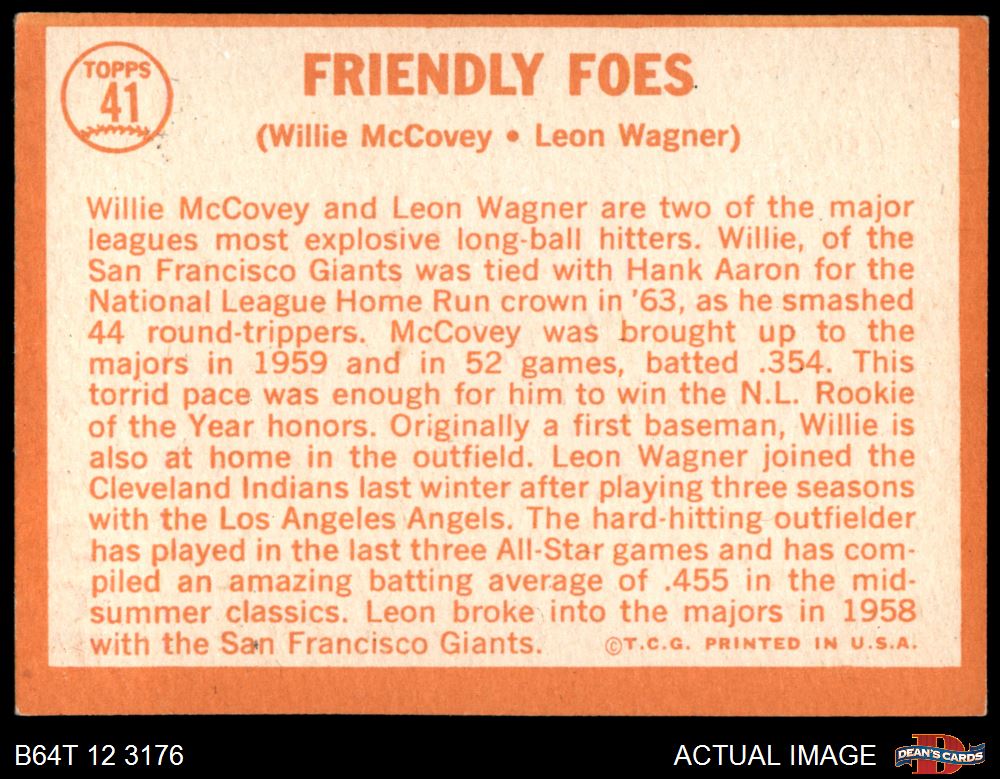 TOPPS
41
FRIENDLY FOES
(Willie McCovey • Leon Wagner)
Willie McCovey and Leon Wagner are two of the major
leagues most explosive long-ball hitters. Willie, of the
San Francisco Giants was tied with Hank Aaron for the
National League Home Run crown in '63, as he smashed
44 round-trippers. McCovey was brought up to the
majors in 1959 and in 52 games, batted .354. This
torrid pace was enough for him to win the N.L. Rookie
of the Year honors. Originally a first baseman, Willie is
also at home in the outfield. Leon Wagner joined the
Cleveland Indians last winter after playing three seasons
with the Los Angeles Angels. The hard-hitting outfielder
has played in the last three All-Star games and has com-
piled an amazing batting average of .455 in the mid-
summer classics. Leon broke into the majors in 1958
with the San Francisco Giants. ©T.C.G. PRINTED IN U.S.A.
B64T 12 3176 ACTUAL IMAGE DEAN'S CARDS